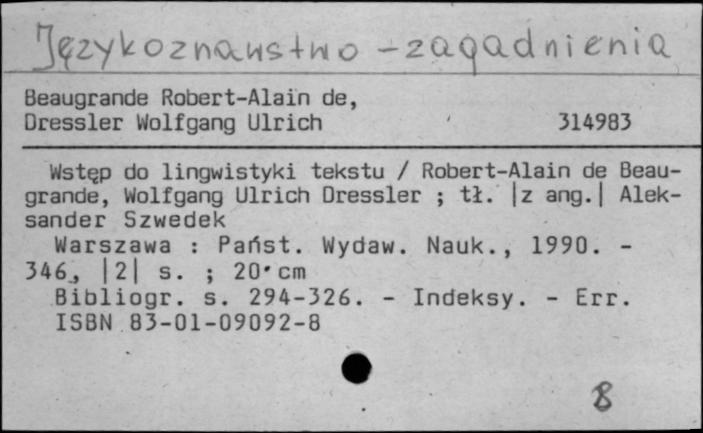 Językoznawstwo - zagadnienia
Beaugrande Robert-Alain de,
Dressler Wolfgang Ulrich 314983
Wstęp do lingwistyki tekstu / Robert-Alain de Beau-
grande, Wolfgang Ulrich Dressler ; tł. |z ang.| Alek-
sander Szwedek
Warszawa : Państ. Wydaw. Nauk., 1990. -
346, |2| s. ; 20 cm
Bibliogr. s. 294-326. - Indeksy. - Err.
ISBN 83-01-09092-8
B